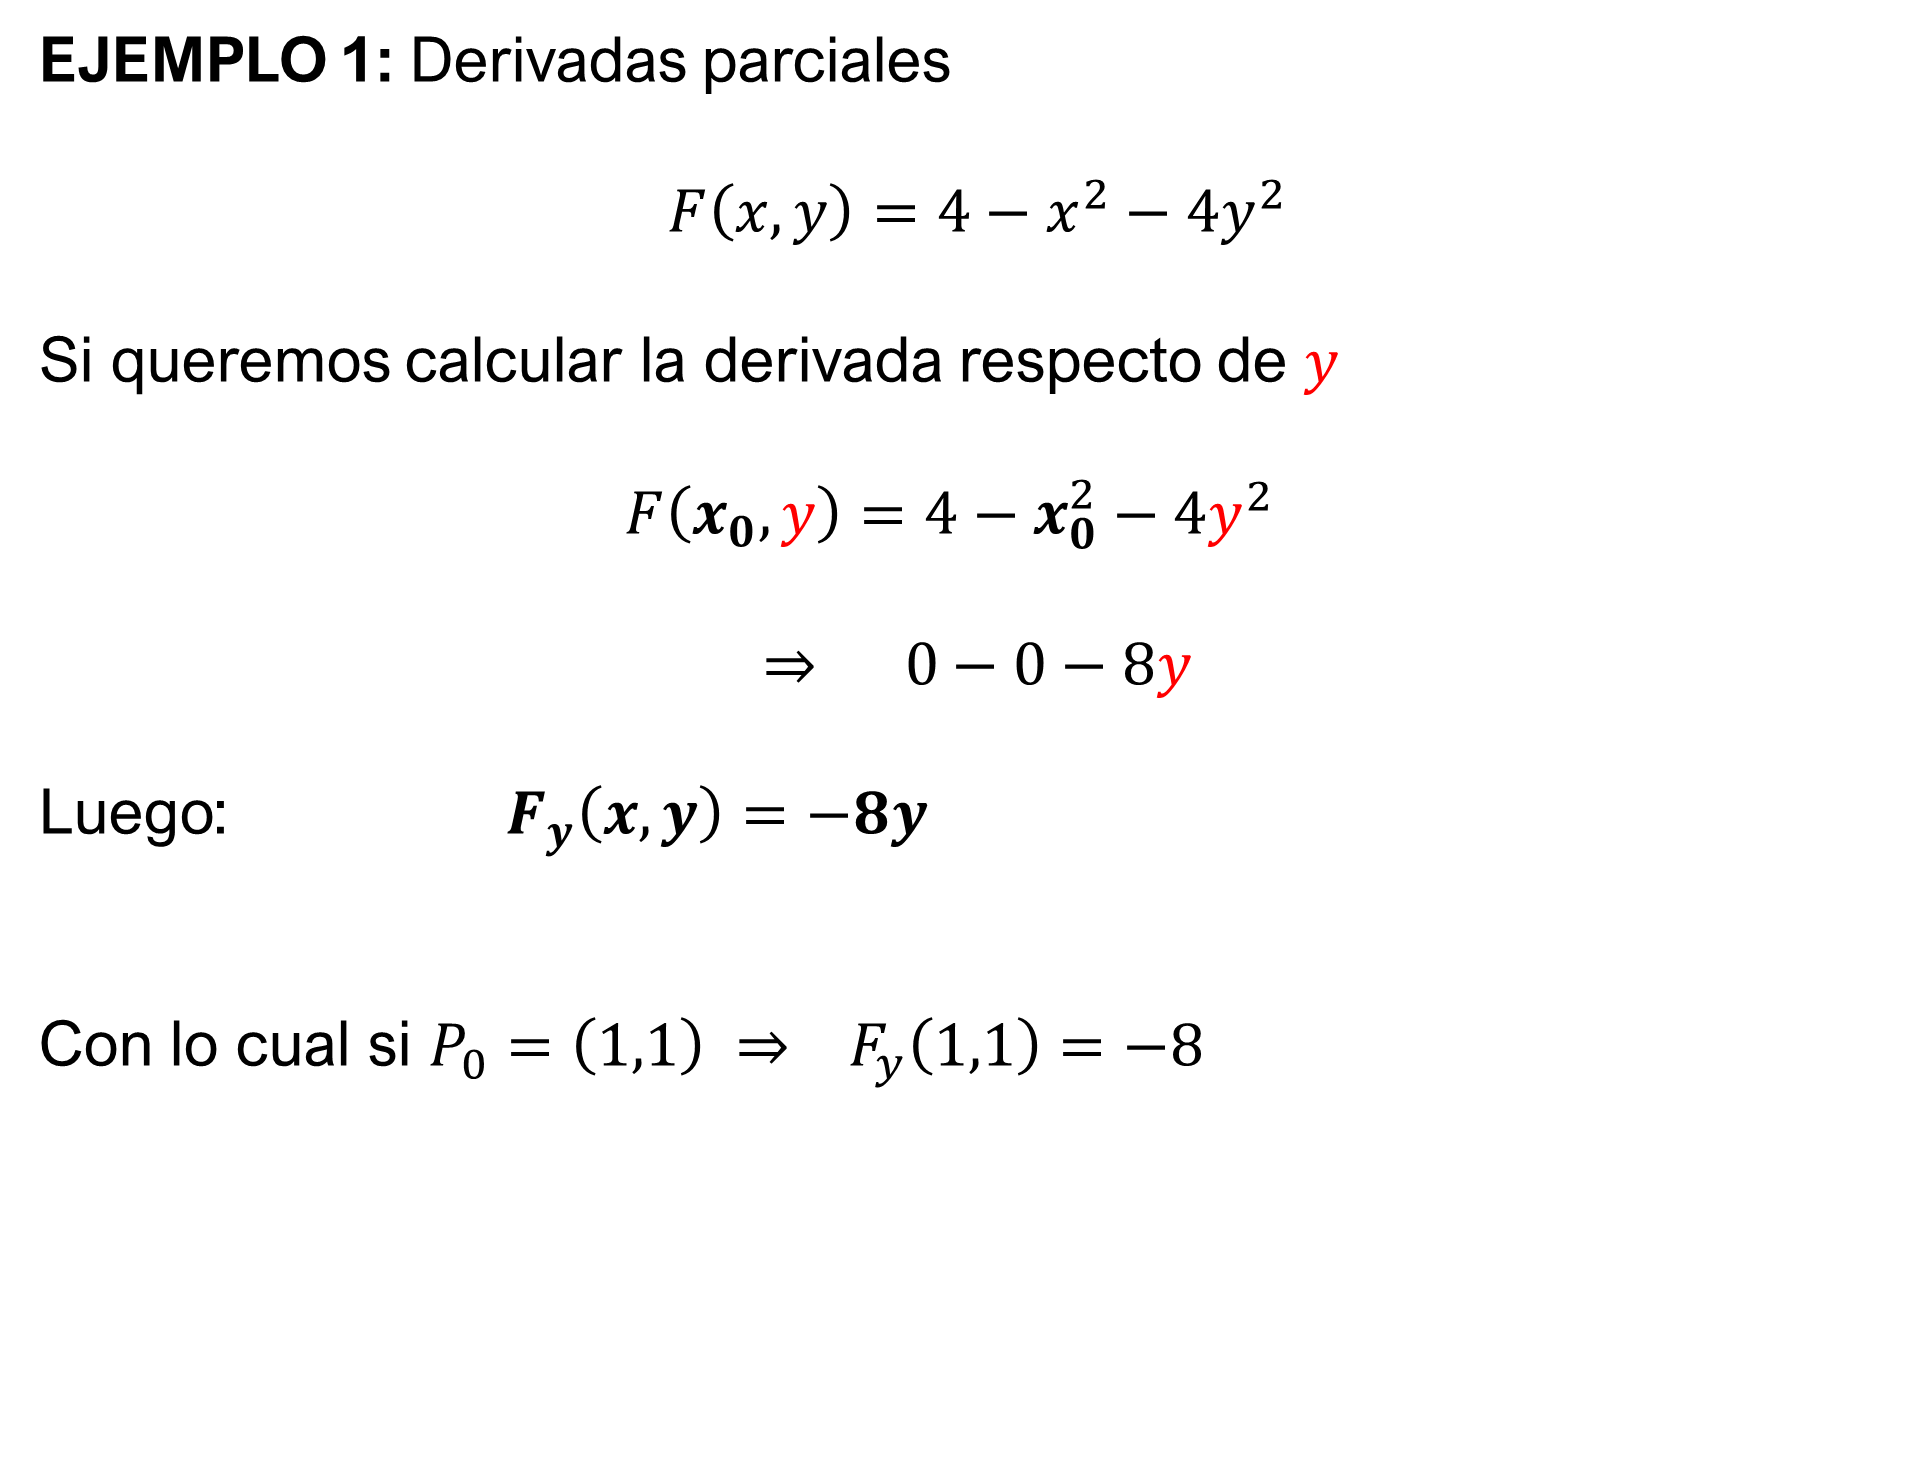 EJEMPLO 1: Derivadas parciales
F(x, y) = 4 − x² − 4y²
Si queremos calcular la derivada respecto de y
F(x₀, y) = 4 − x₀² − 4y²
⇒ 0 − 0 − 8y
Luego: F_y(x, y) = −8y
Con lo cual si P₀ = (1,1) ⇒ F_y(1,1) = −8